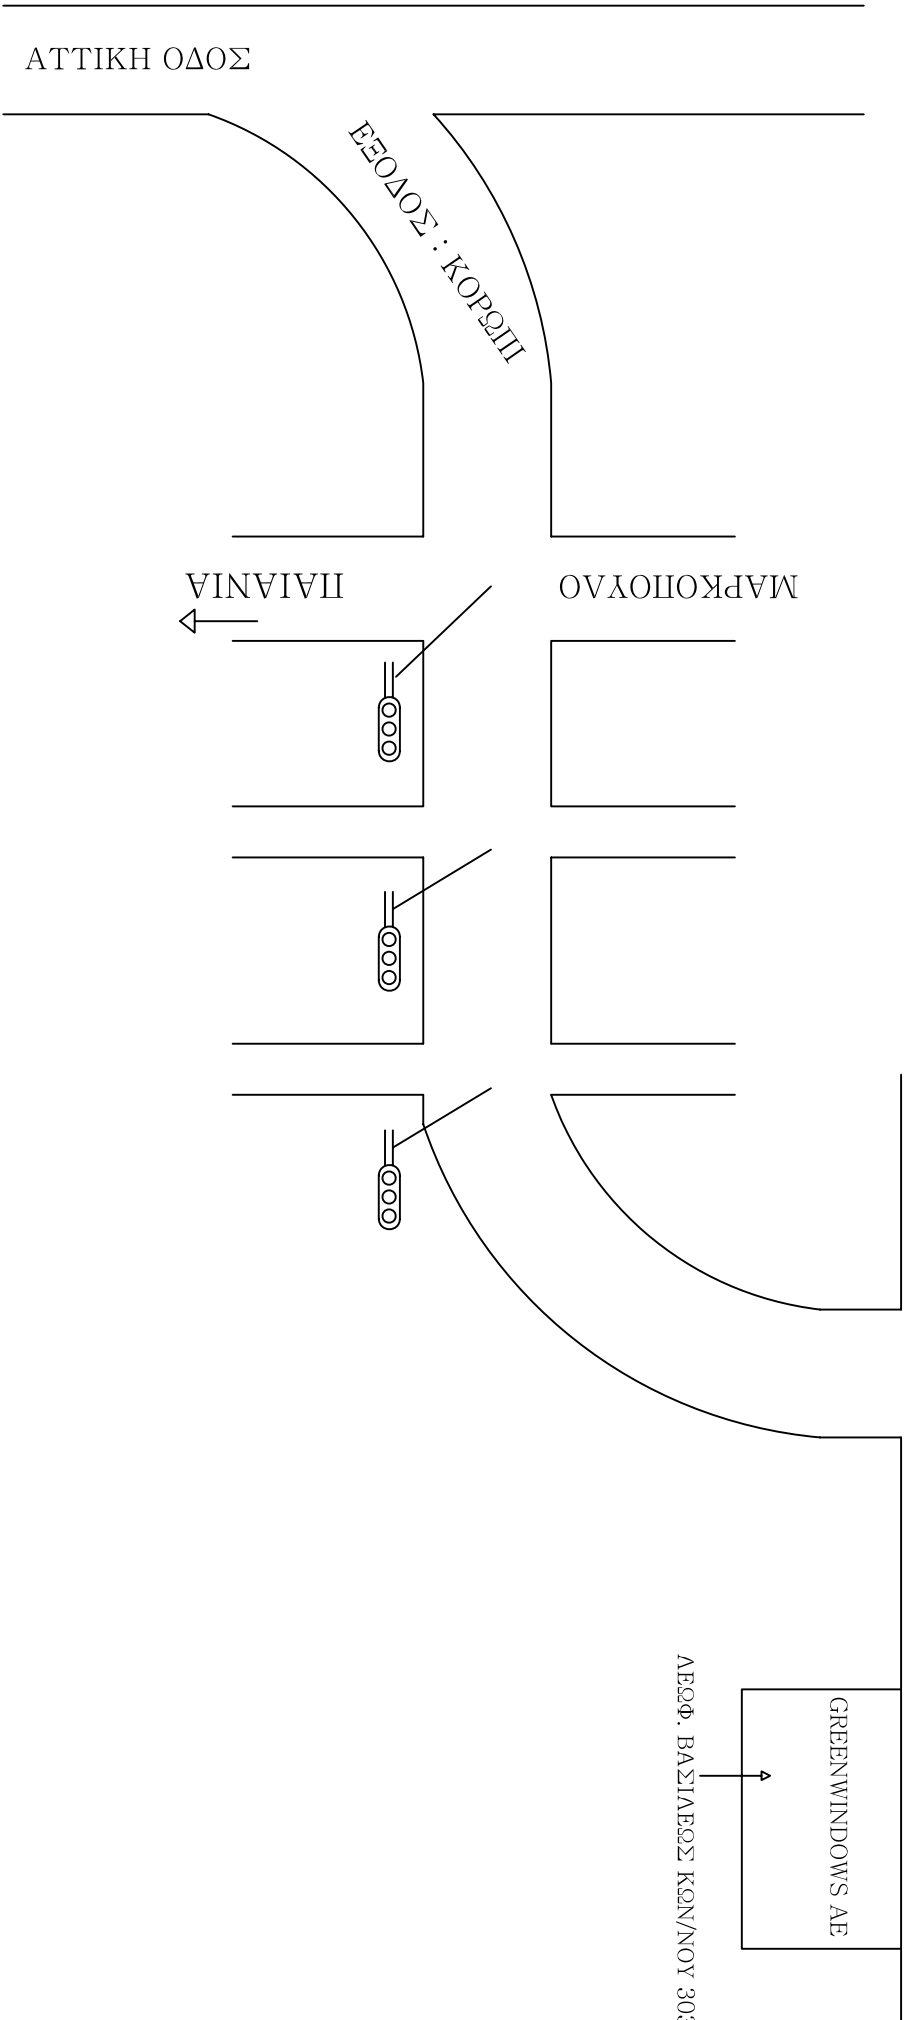 ΑΤΤΙΚΗ ΟΔΟΣ
ΕΞΟΔΟΣ : ΚΟΡΩΠΙ
ΠΑΙΑΝΙΑ
ΜΑΡΚΟΠΟΥΛΟ
GREENWINDOWS AE
ΛΕΩΦ. ΒΑΣΙΛΕΩΣ ΚΩΝ/ΝΟΥ